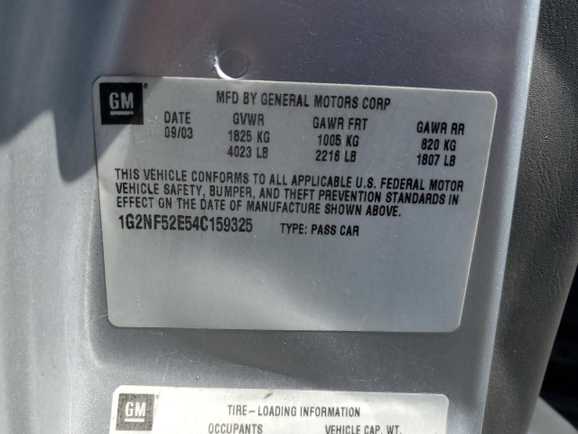 GM
MFD BY GENERAL MOTORS CORP
DATE GVWR GAWR FRT GAWR RR
09/03 1825 KG 1005 KG 820 KG
4023 LB 2216 LB 1807 LB
THIS VEHICLE CONFORMS TO ALL APPLICABLE U.S. FEDERAL MOTOR
VEHICLE SAFETY, BUMPER, AND THEFT PREVENTION STANDARDS IN
EFFECT ON THE DATE OF MANUFACTURE SHOWN ABOVE.
1G2NF52E54C159325 TYPE: PASS CAR
GM
TIRE-LOADING INFORMATION
OCCUPANTS VEHICLE CAP. WT.